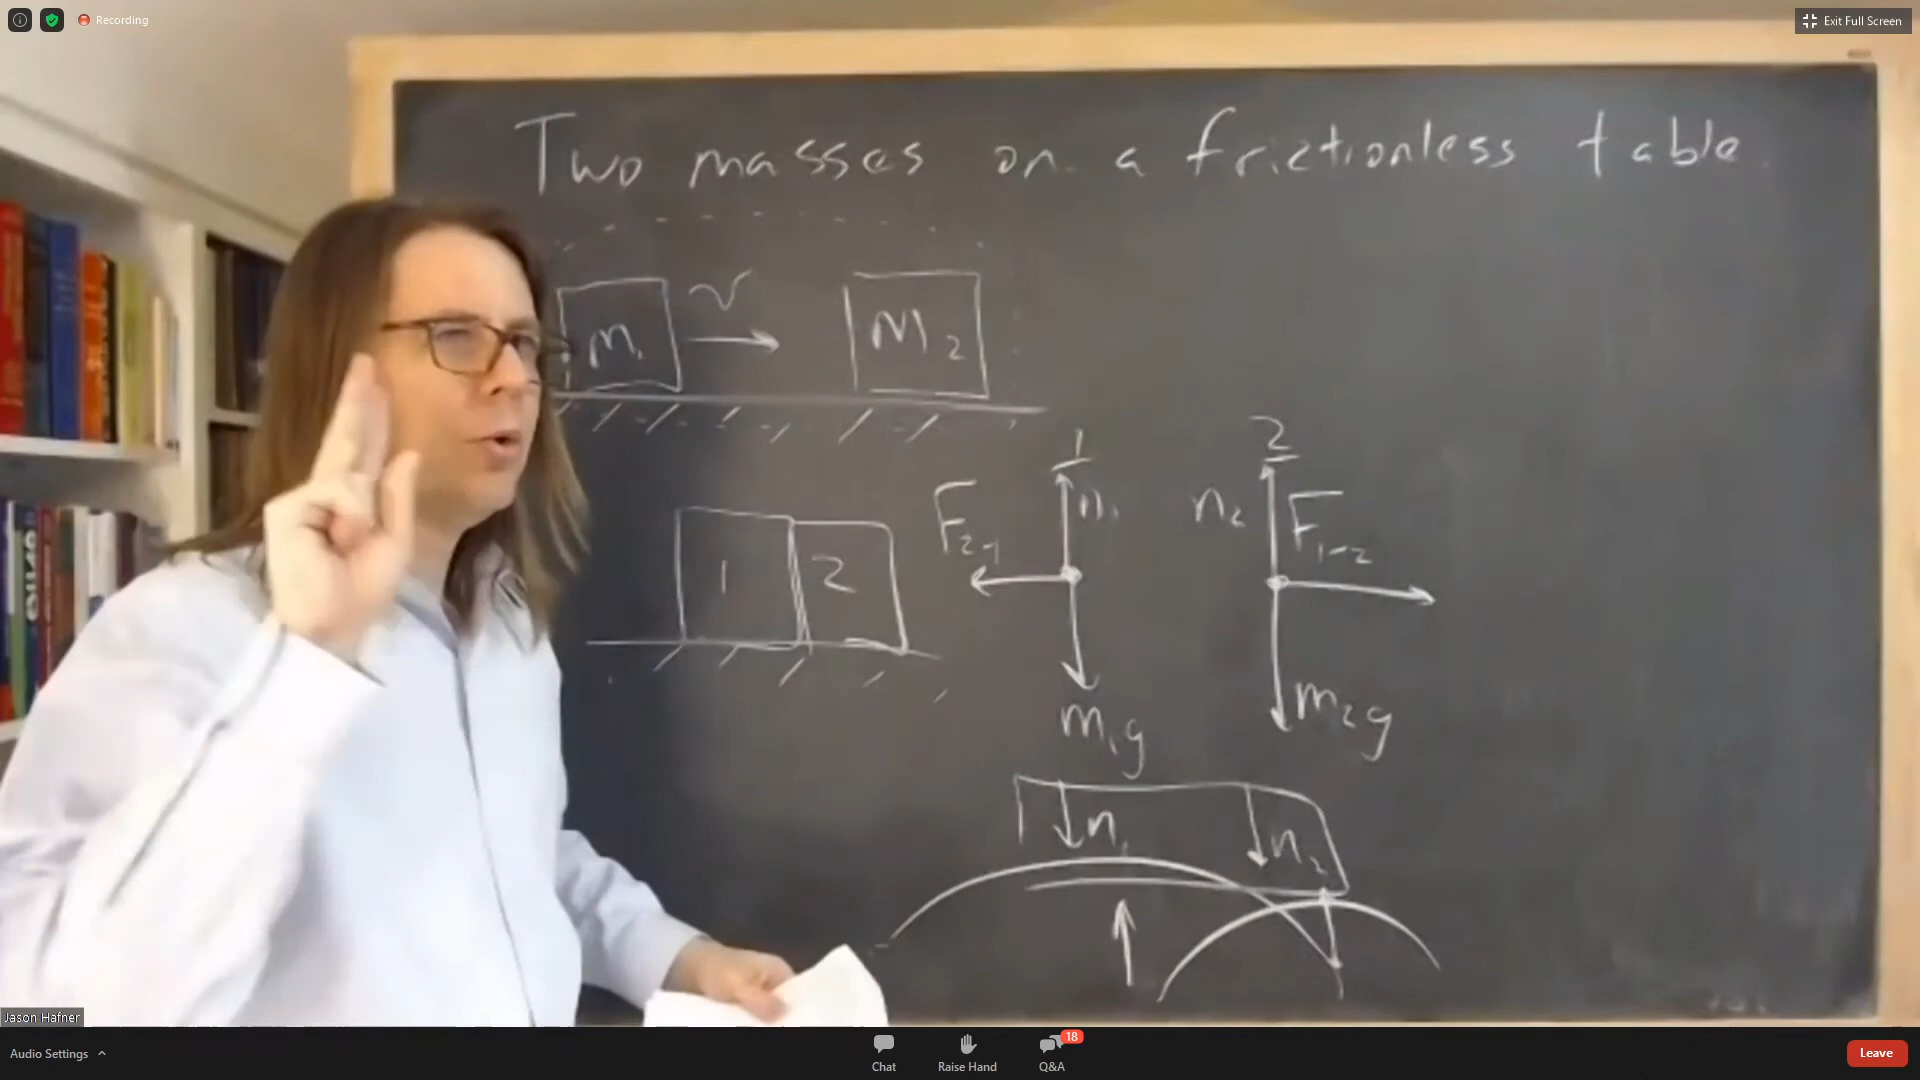 Recording
Exit Full Screen
Two masses on a frictionless table
m1 v m2
1 2
F2-1 n1 n2 F1-2
1 2
m1g m2g
n1 n2
Jason Hafner
Audio Settings
Chat
Raise Hand
18
Q&A
Leave